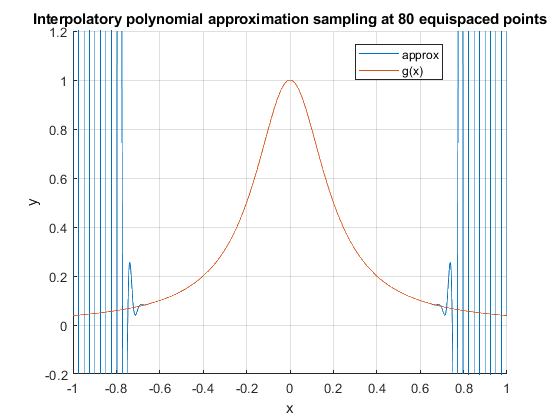 Interpolatory polynomial approximation sampling at 80 equispaced points
approx
g(x)
y
1.2
1
0.8
0.6
0.4
0.2
0
-0.2
-1 -0.8 -0.6 -0.4 -0.2 0 0.2 0.4 0.6 0.8 1
x